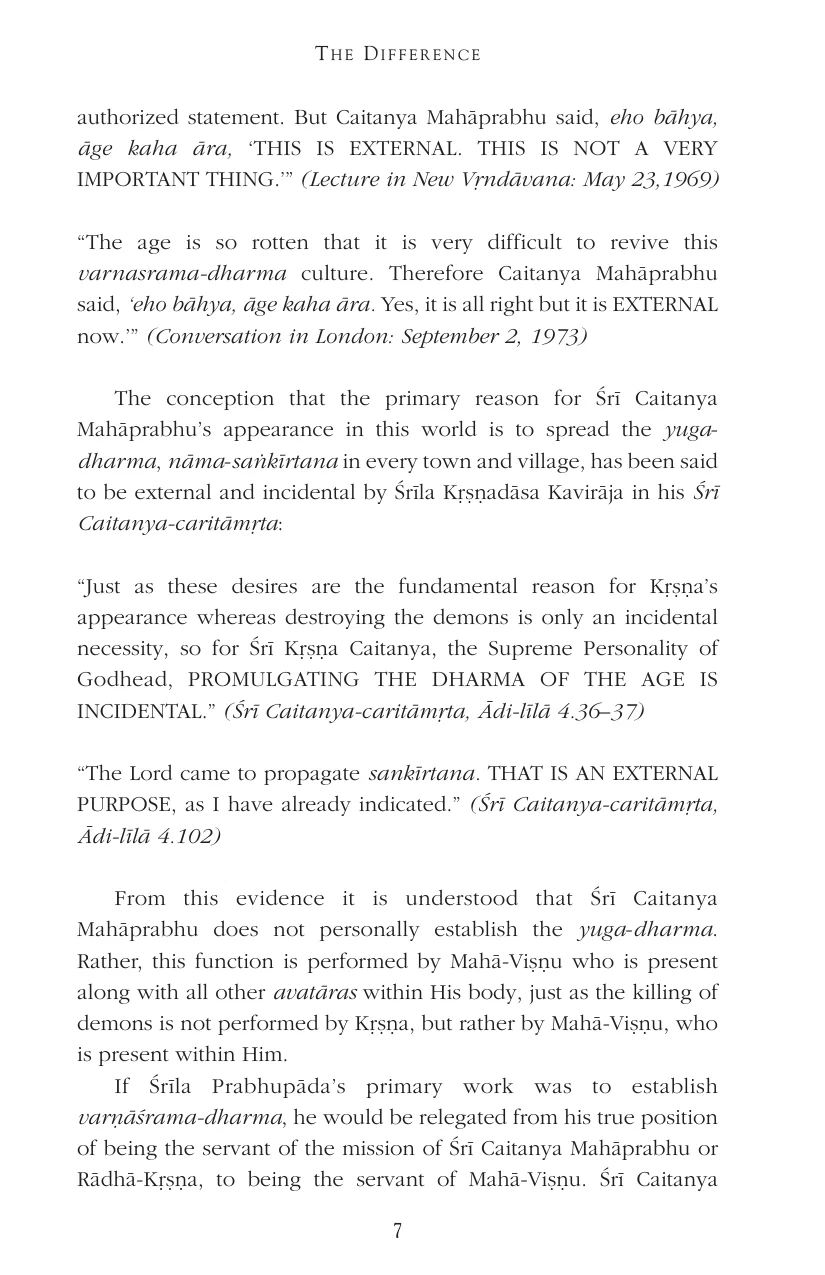 THE DIFFERENCE
authorized statement. But Caitanya Mahāprabhu said, eho bāhya,
āge kaha āra, ‘THIS IS EXTERNAL. THIS IS NOT A VERY
IMPORTANT THING.’” (Lecture in New Vṛndāvana: May 23,1969)
“The age is so rotten that it is very difficult to revive this
varnasrama-dharma culture. Therefore Caitanya Mahāprabhu
said, ‘eho bāhya, āge kaha āra. Yes, it is all right but it is EXTERNAL
now.’” (Conversation in London: September 2, 1973)
The conception that the primary reason for Śrī Caitanya
Mahāprabhu’s appearance in this world is to spread the yuga-
dharma, nāma-saṅkīrtana in every town and village, has been said
to be external and incidental by Śrīla Kṛṣṇadāsa Kavirāja in his Śrī
Caitanya-caritāmṛta:
“Just as these desires are the fundamental reason for Kṛṣṇa’s
appearance whereas destroying the demons is only an incidental
necessity, so for Śrī Kṛṣṇa Caitanya, the Supreme Personality of
Godhead, PROMULGATING THE DHARMA OF THE AGE IS
INCIDENTAL.” (Śrī Caitanya-caritāmṛta, Ādi-līlā 4.36–37)
“The Lord came to propagate sankīrtana. THAT IS AN EXTERNAL
PURPOSE, as I have already indicated.” (Śrī Caitanya-caritāmṛta,
Ādi-līlā 4.102)
From this evidence it is understood that Śrī Caitanya
Mahāprabhu does not personally establish the yuga-dharma.
Rather, this function is performed by Mahā-Viṣṇu who is present
along with all other avatāras within His body, just as the killing of
demons is not performed by Kṛṣṇa, but rather by Mahā-Viṣṇu, who
is present within Him.
If Śrīla Prabhupāda’s primary work was to establish
varṇāśrama-dharma, he would be relegated from his true position
of being the servant of the mission of Śrī Caitanya Mahāprabhu or
Rādhā-Kṛṣṇa, to being the servant of Mahā-Viṣṇu. Śrī Caitanya
7